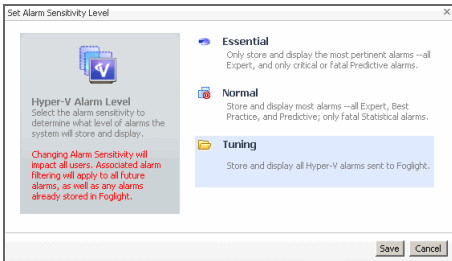 Set Alarm Sensitivity Level
×
Hyper-V Alarm Level
Select the alarm sensitivity to
determine what level of alarms the
system will store and display.
Changing Alarm Sensitivity will
impact all users. Associated alarm
filtering will apply to all future
alarms, as well as any alarms
already stored in Foglight.
Essential
Only store and display the most pertinent alarms --all
Expert, and only critical or fatal Predictive alarms.
Normal
Store and display most alarms --all Expert, Best
Practice, and Predictive; only fatal Statistical alarms.
Tuning
Store and display all Hyper-V alarms sent to Foglight.
Save
Cancel